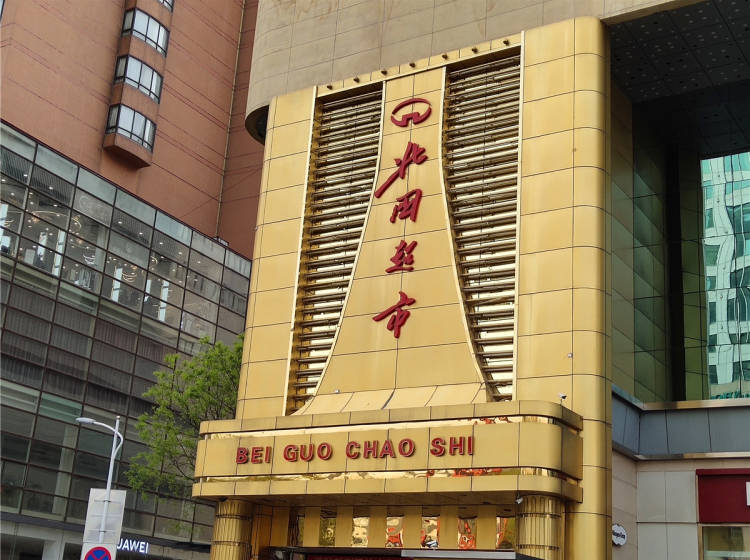 北
国
超
市
BEI GUO CHAO SHI
HUAWEI